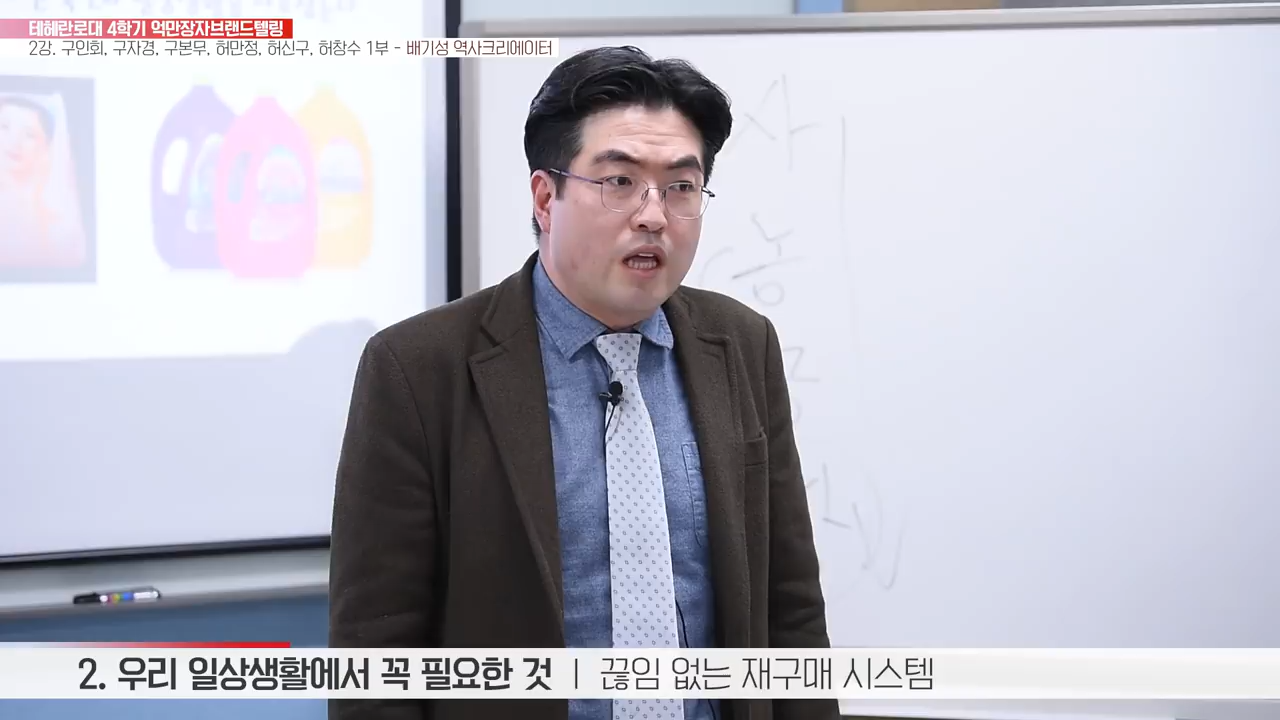 테헤란로대 4학기 억만장자브랜드텔링
2강. 구인회, 구자경, 구본무, 허만정, 허신구, 허창수 1부 - 배기성 역사크리에이터
사
농
2. 우리 일상생활에서 꼭 필요한 것 | 끊임 없는 재구매 시스템